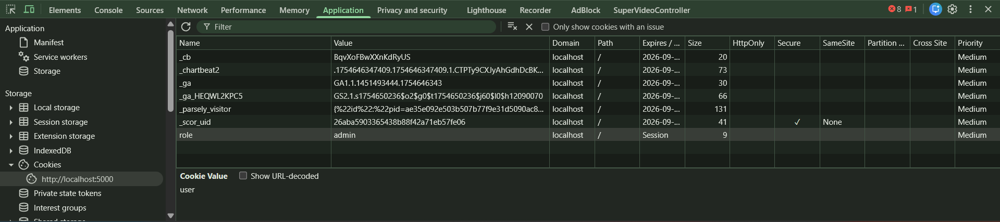 Elements Console Sources Network Performance Memory Application Privacy and security Lighthouse Recorder AdBlock SuperVideoController 8 1
Application
Manifest
Service workers
Storage
Storage
Local storage
Session storage
Extension storage
IndexedDB
Cookies
http://localhost:5000
Private state tokens
Interest groups
Shared storage
Filter Only show cookies with an issue
Name Value Domain Path Expires / ... Size HttpOnly Secure SameSite Partition ... Cross Site Priority
_cb BqvXoFBwXXnKdRyUS localhost / 2026-09-... 20 Medium
_chartbeat2 .1754646347409.1754646347409.1.CTPTy9CXJyAhGdhDcBK... localhost / 2026-09-... 73 Medium
_ga GA1.1.1451493444.1754646343 localhost / 2026-09-... 30 Medium
_ga_HEQWL2KPC5 GS2.1.s1754650236$o2$g0$t1754650236$j60$l0$h12090070 localhost / 2026-09-... 66 Medium
_parsely_visitor {%22id%22:%22pid=ae35e092e503b507b77f9e31d5090ac8... localhost / 2026-09-... 131 Medium
_scor_uid 26aba5903365438b88f42a71eb57fe06 localhost / 2026-09-... 41 ✓ None Medium
role admin localhost / Session 9 Medium
Cookie Value Show URL-decoded
user